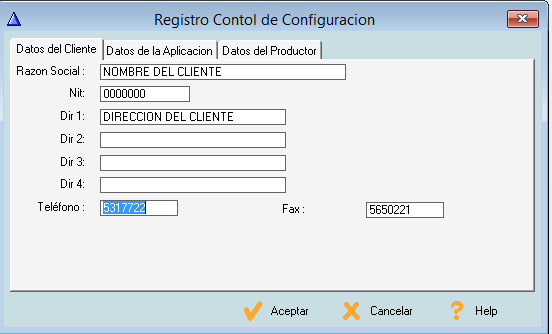 Registro Contol de Configuracion
Datos del Cliente Datos de la Aplicacion Datos del Productor
Razon Social : NOMBRE DEL CLIENTE
Nit: 0000000
Dir 1: DIRECCION DEL CLIENTE
Dir 2:
Dir 3:
Dir 4:
Teléfono : 5317722 Fax : 5650221
Aceptar Cancelar ? Help